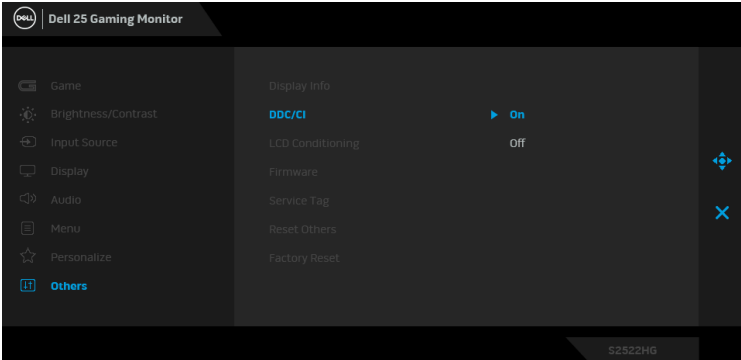 DELL Dell 25 Gaming Monitor
Game
Brightness/Contrast
Input Source
Display
Audio
Menu
Personalize
Others
Display Info
DDC/CI On
LCD Conditioning Off
Firmware
Service Tag
Reset Others
Factory Reset
S2522HG